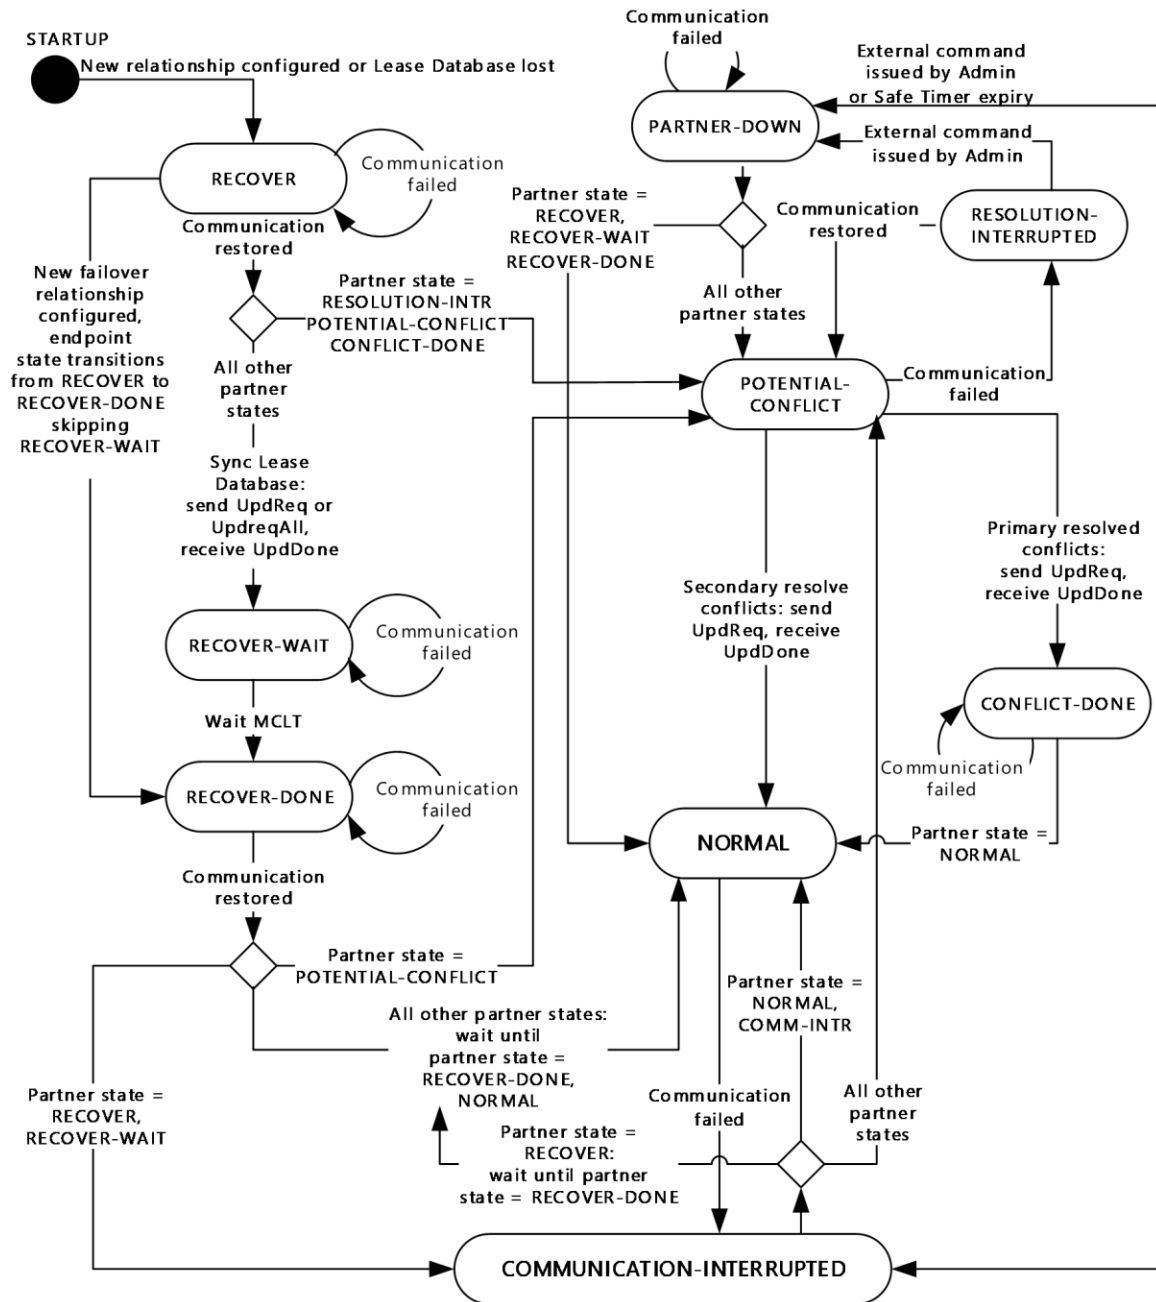 STARTUP
New relationship configured or Lease Database lost
RECOVER
Communication
failed
Communication
restored
New failover
relationship
configured,
endpoint
state transitions
from RECOVER to
RECOVER-DONE
skipping
RECOVER-WAIT
Partner state =
RESOLUTION-INTR
POTENTIAL-CONFLICT
CONFLICT-DONE
All other
partner
states
Sync Lease
Database:
send UpdReq or
UpdreqAll,
receive UpdDone
RECOVER-WAIT
Communication
failed
Wait MCLT
RECOVER-DONE
Communication
failed
Communication
restored
Partner state =
POTENTIAL-CONFLICT
All other partner states:
wait until
partner state =
RECOVER-DONE,
NORMAL
Partner state =
RECOVER,
RECOVER-WAIT
Communication
failed
PARTNER-DOWN
External command
issued by Admin
or Safe Timer expiry
External command
issued by Admin
Partner state =
RECOVER,
RECOVER-WAIT
RECOVER-DONE
Communication
restored
RESOLUTION-
INTERRUPTED
All other
partner states
POTENTIAL-
CONFLICT
Communication
failed
Secondary resolve
conflicts: send
UpdReq, receive
UpdDone
Primary resolved
conflicts:
send UpdReq,
receive UpdDone
CONFLICT-DONE
Communication
failed
NORMAL
Partner state =
NORMAL
Partner state =
NORMAL,
COMM-INTR
Communication
failed
All other
partner
states
Partner state =
RECOVER:
wait until partner
state = RECOVER-DONE
COMMUNICATION-INTERRUPTED